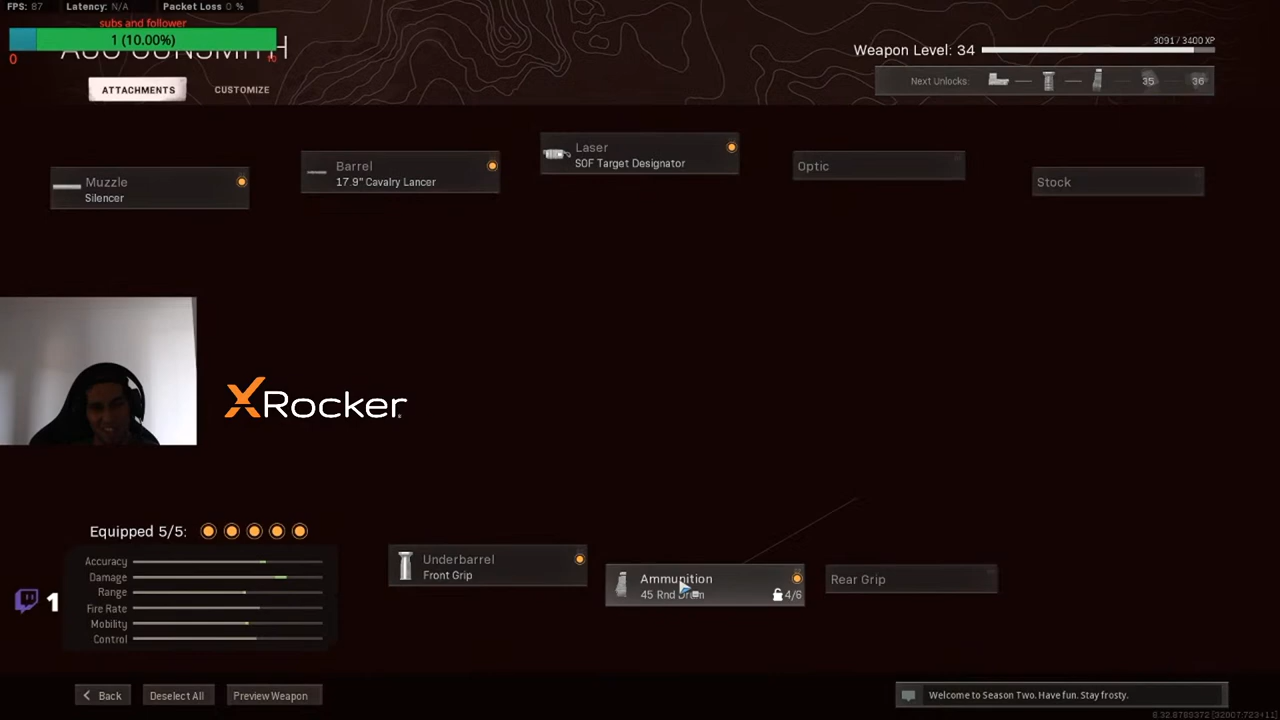 FPS: 87 Latency: N/A Packet Loss 0 %
subs and follower
1 (10.00%)
0
ATTACHMENTS
CUSTOMIZE
Weapon Level: 34
3091 / 3400 XP
Next Unlocks:
35
36
Muzzle
Silencer
Barrel
17.9" Cavalry Lancer
Laser
SOF Target Designator
Optic
Stock
XRocker
Equipped 5/5:
Accuracy
Damage
Range
Fire Rate
Mobility
Control
1
Underbarrel
Front Grip
Ammunition
45 Rnd Drum
4/6
Rear Grip
Back
Deselect All
Preview Weapon
Welcome to Season Two. Have fun. Stay frosty.